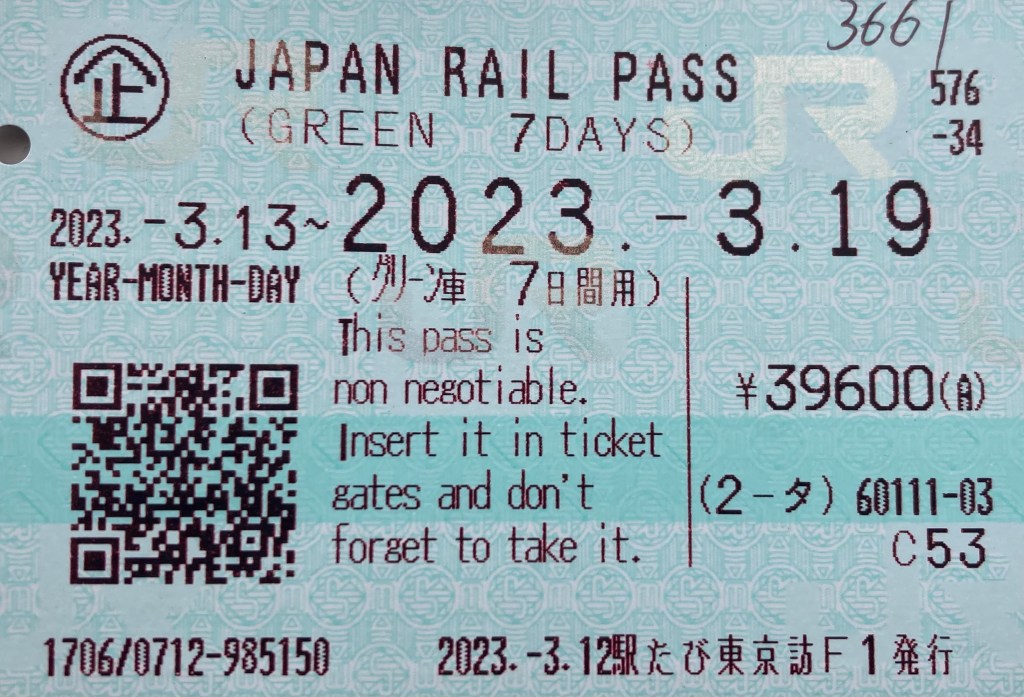 3661
企 JAPAN RAIL PASS 576
(GREEN 7DAYS) -34
JR
2023.-3.13~2023.-3.19
YEAR-MONTH-DAY (グリーン車 7日間用)
This pass is
non negotiable. ¥39600(A)
Insert it in ticket
gates and don't (2-タ) 60111-03
forget to take it. C53
1706/0712-985150 2023.-3.12駅たび東京訪F1発行